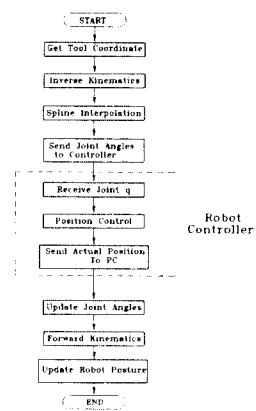 START
Get Tool Coordinate
Inverse Kinematics
Spline Interpolation
Send Joint Angles
to Controller
Receive Joint q
Position Control
Send Actual Position
To PC
Robot
Controller
Update Joint Angles
Forward Kinematics
Update Robot Posture
END